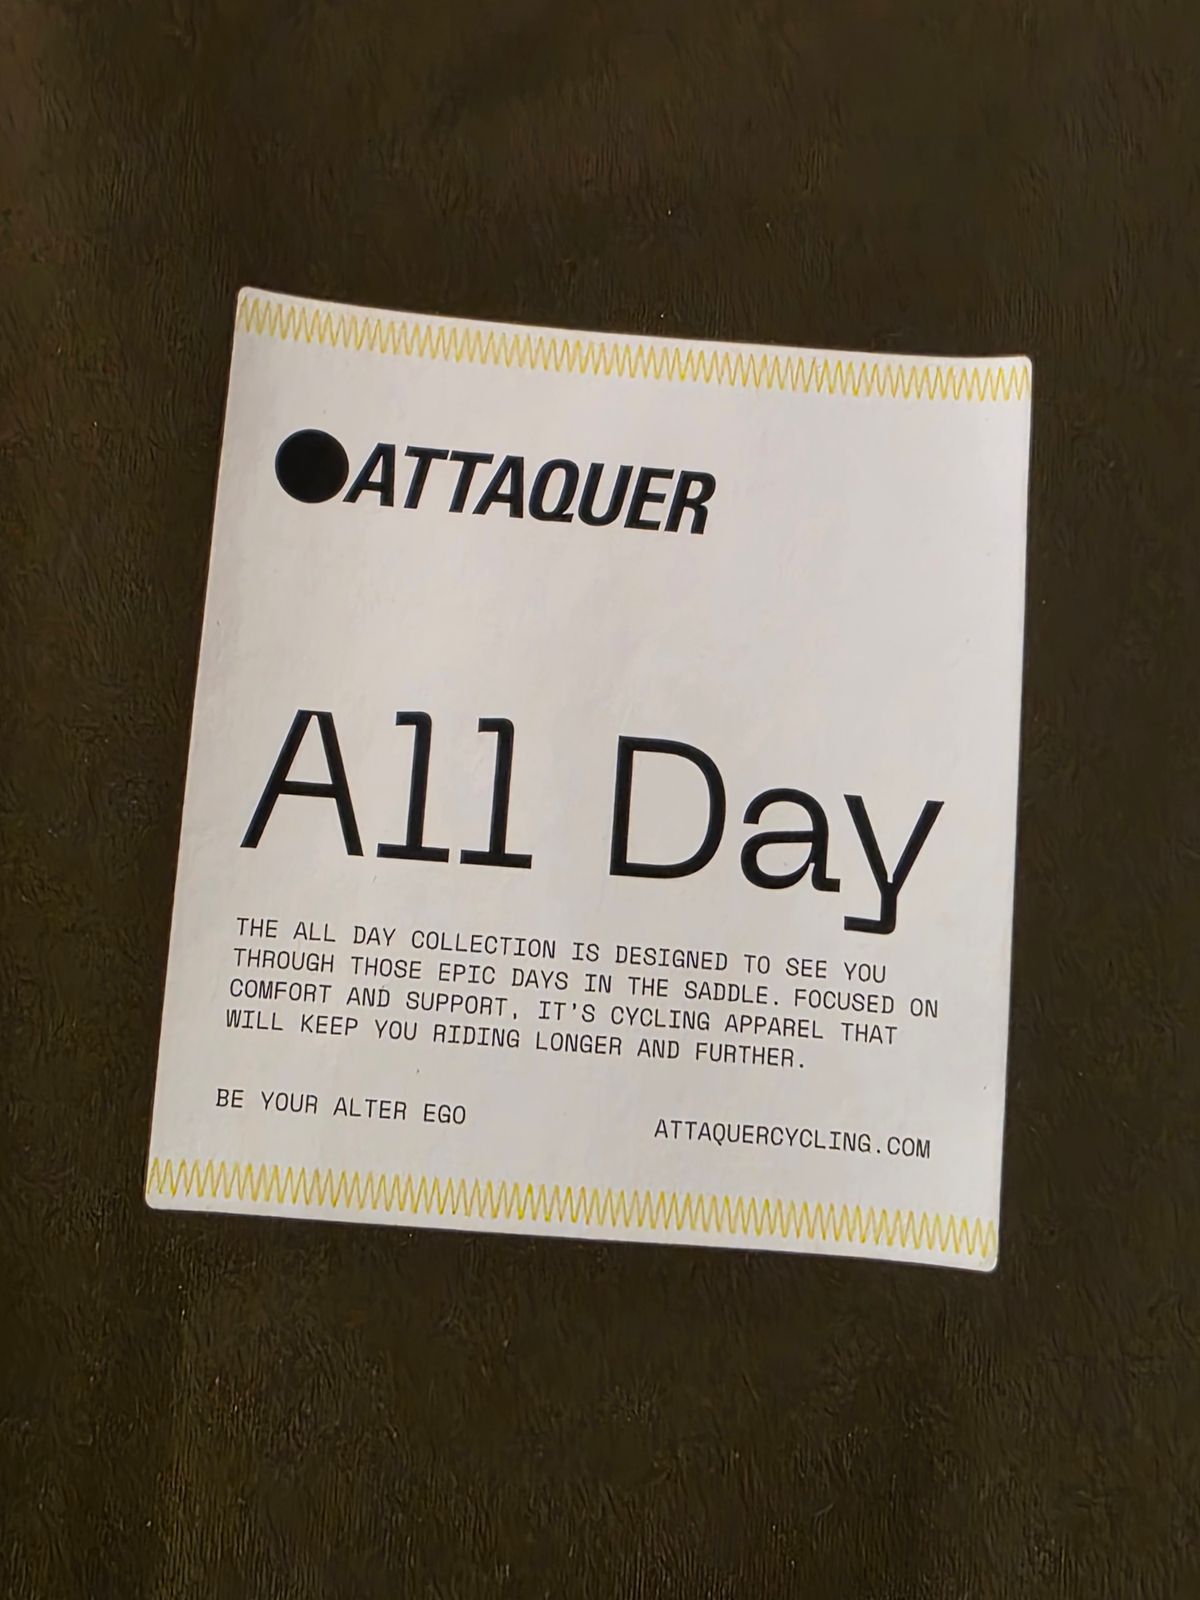 ATTAQUER
All Day
THE ALL DAY COLLECTION IS DESIGNED TO SEE YOU
THROUGH THOSE EPIC DAYS IN THE SADDLE. FOCUSED ON
COMFORT AND SUPPORT, IT'S CYCLING APPAREL THAT
WILL KEEP YOU RIDING LONGER AND FURTHER.
BE YOUR ALTER EGO
ATTAQUERCYCLING.COM